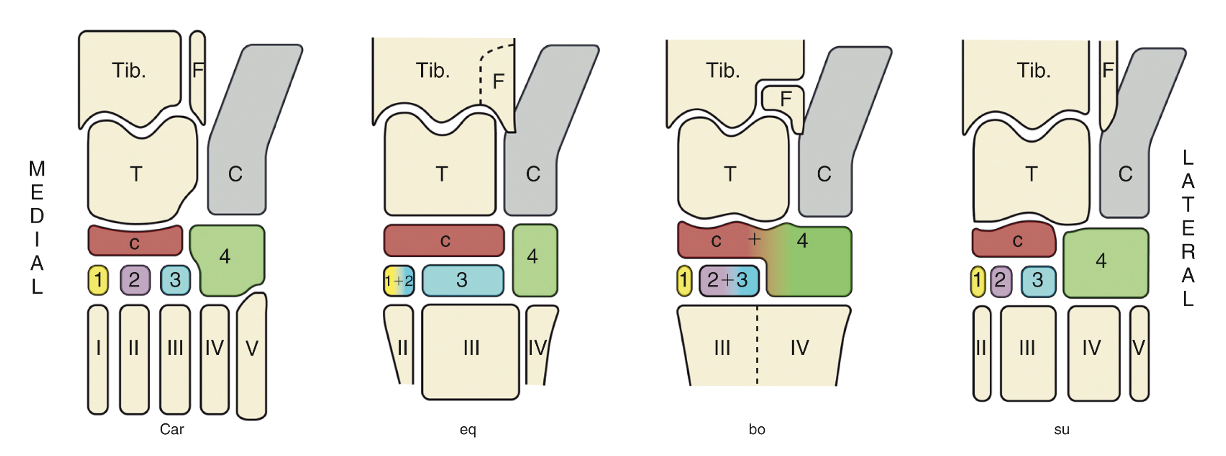 MEDIAL
Tib. F
T C
c
4
1 2 3
I II III IV V
Car
Tib. F
T C
c
4
1+2 3
II III IV
eq
Tib. F
T C
c + 4
1 2+3
III IV
bo
Tib. F
T C
c
4
1 2 3
II III IV V
su
LATERAL